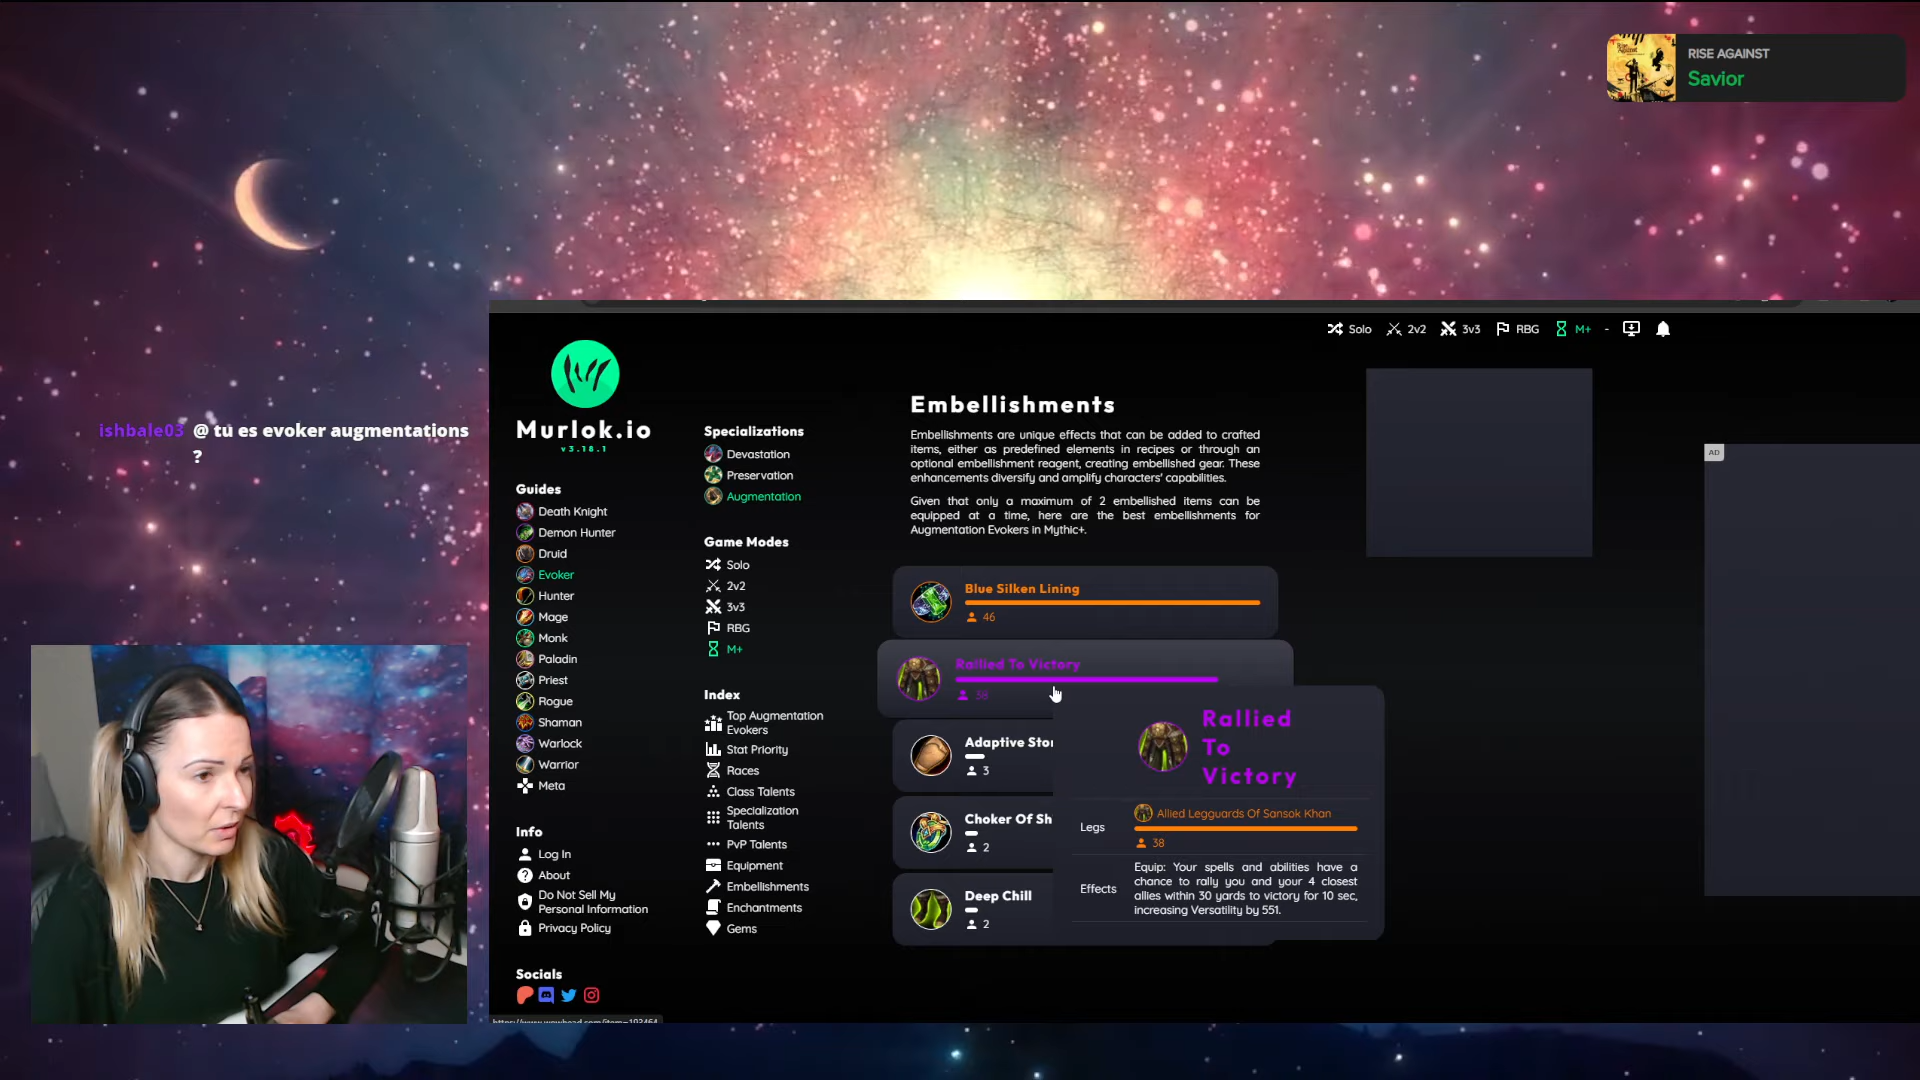 RISE AGAINST
Savior
Solo
2v2
3v3
RBG
M+
-
ishbale03 @ tu es evoker augmentations
?
Murlok.io
v3.18.1
Guides
Death Knight
Demon Hunter
Druid
Evoker
Hunter
Mage
Monk
Paladin
Priest
Rogue
Shaman
Warlock
Warrior
Meta
Info
Log In
About
Do Not Sell My
Personal Information
Privacy Policy
Socials
Specializations
Devastation
Preservation
Augmentation
Game Modes
Solo
2v2
3v3
RBG
M+
Index
Top Augmentation
Evokers
Stat Priority
Races
Class Talents
Specialization
Talents
PvP Talents
Equipment
Embellishments
Enchantments
Gems
Embellishments
Embellishments are unique effects that can be added to crafted
items, either as predefined elements in recipes or through an
optional embellishment reagent, creating embellished gear. These
enhancements diversify and amplify characters' capabilities.
Given that only a maximum of 2 embellished items can be
equipped at a time, here are the best embellishments for
Augmentation Evokers in Mythic+.
Blue Silken Lining
46
Rallied To Victory
38
Adaptive
3
Choker Of
2
Deep Chill
2
Rallied
To
Victory
Legs
Allied Legguards Of Sansok Khan
38
Effects
Equip: Your spells and abilities have a
chance to rally you and your 4 closest
allies within 30 yards to victory for 10 sec,
increasing Versatility by 551.
AD